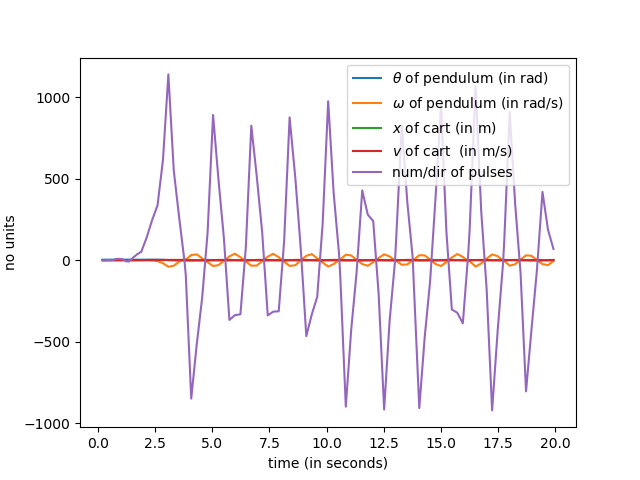 θ of pendulum (in rad)
ω of pendulum (in rad/s)
x of cart (in m)
v of cart  (in m/s)
num/dir of pulses
1000
500
0
−500
−1000
no units
0.0 2.5 5.0 7.5 10.0 12.5 15.0 17.5 20.0
time (in seconds)